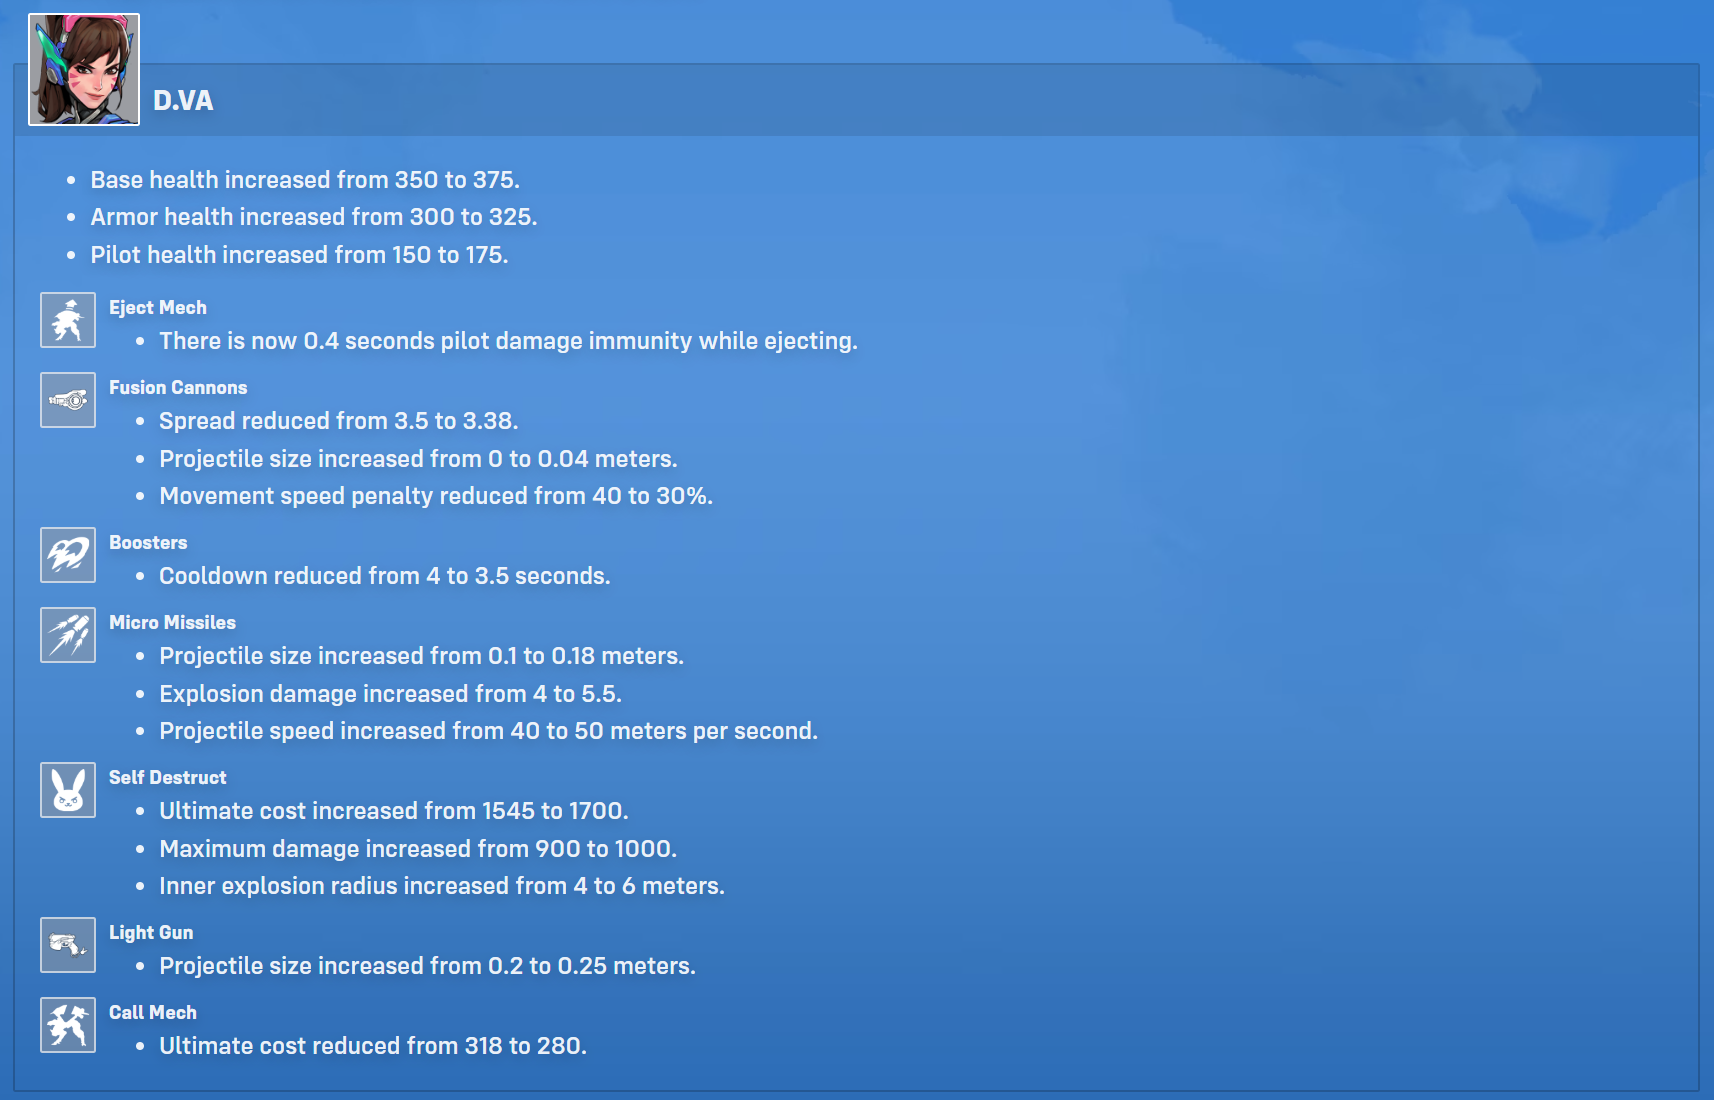 D.VA
• Base health increased from 350 to 375.
• Armor health increased from 300 to 325.
• Pilot health increased from 150 to 175.
Eject Mech
• There is now 0.4 seconds pilot damage immunity while ejecting.
Fusion Cannons
• Spread reduced from 3.5 to 3.38.
• Projectile size increased from 0 to 0.04 meters.
• Movement speed penalty reduced from 40 to 30%.
Boosters
• Cooldown reduced from 4 to 3.5 seconds.
Micro Missiles
• Projectile size increased from 0.1 to 0.18 meters.
• Explosion damage increased from 4 to 5.5.
• Projectile speed increased from 40 to 50 meters per second.
Self Destruct
• Ultimate cost increased from 1545 to 1700.
• Maximum damage increased from 900 to 1000.
• Inner explosion radius increased from 4 to 6 meters.
Light Gun
• Projectile size increased from 0.2 to 0.25 meters.
Call Mech
• Ultimate cost reduced from 318 to 280.